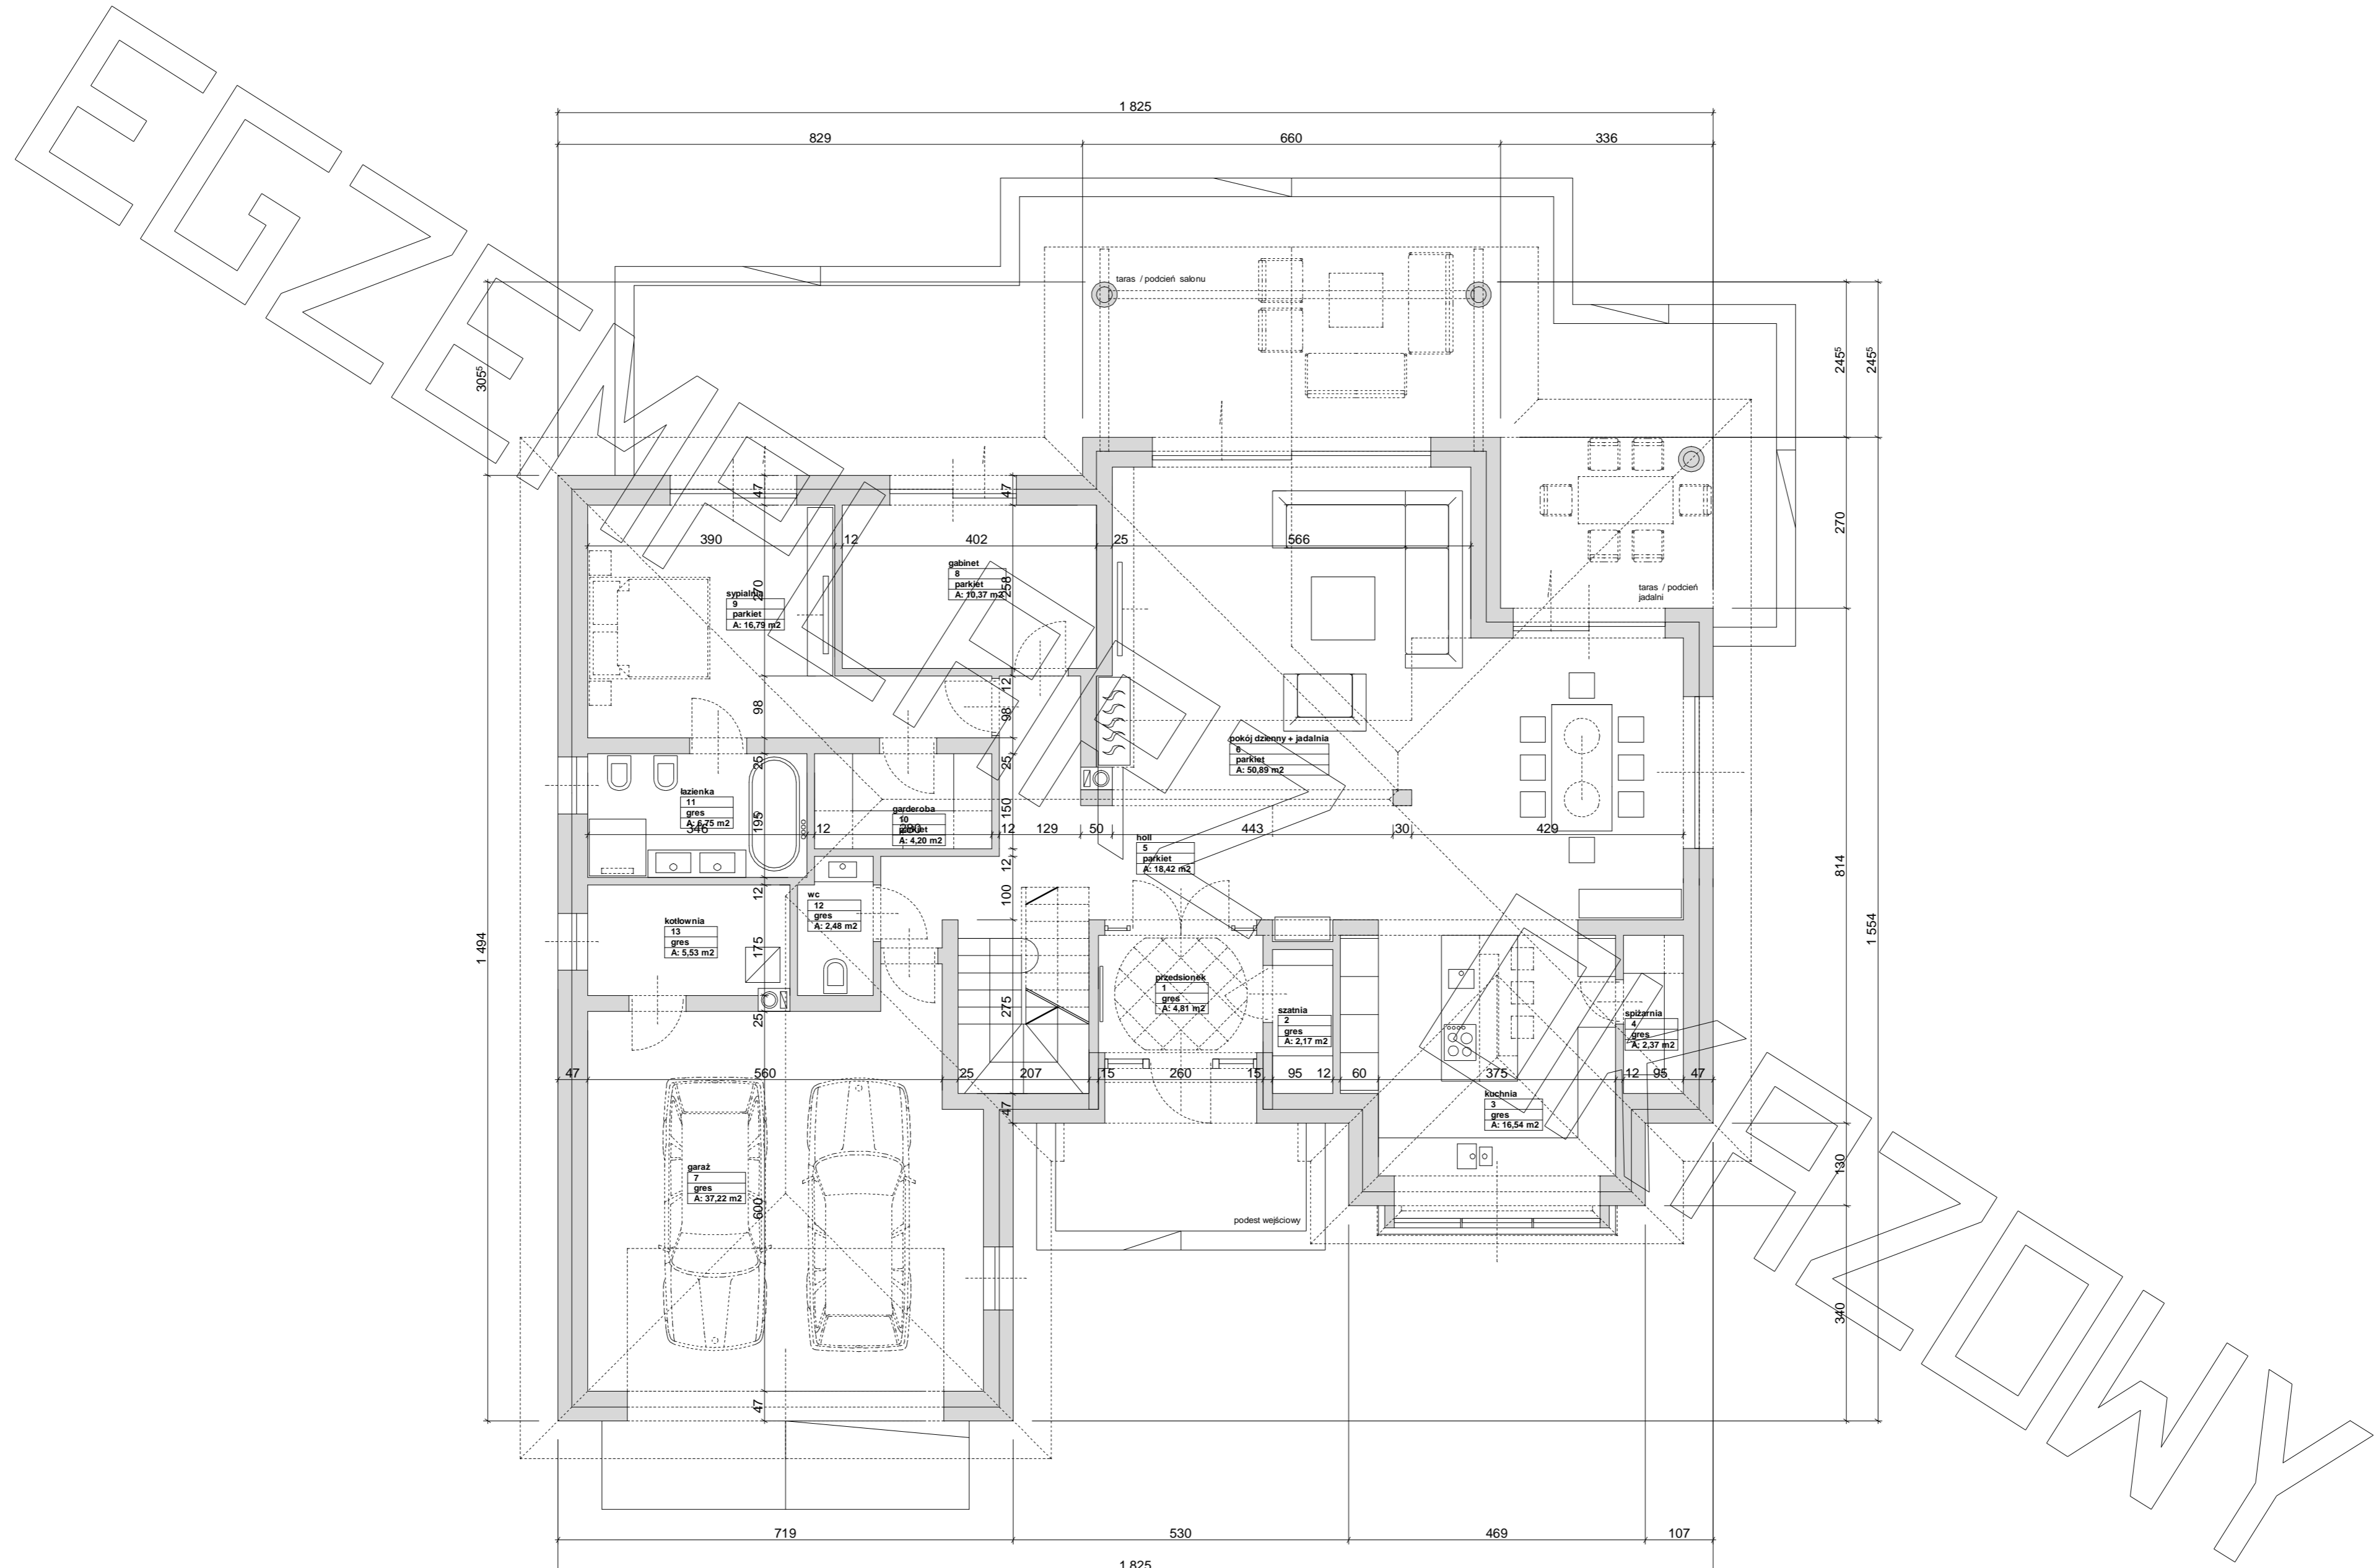 EGZEMPLARZ POKAZOWY
1 825
829
660
336
taras / podcień salonu
305⁵
245⁵
245⁵
47
47
270
390
12
402
25
566
gabinet
8
parkiet
A: 10,37 m2
258
270
sypialnia
9
parkiet
A: 16,79 m2
taras / podcień
jadalni
12
98
98
pokój dzienny + jadalnia
6
parkiet
A: 50,89 m2
25
25
łazienka
11
gres
A: 6,75 m2
garderoba
10
parkiet
A: 4,20 m2
150
195
346
12
280
12
129
50
443
30
429
holl
5
parkiet
A: 18,42 m2
814
12
12
100
wc
12
gres
A: 2,48 m2
kotłownia
13
gres
A: 5,53 m2
175
1 494
1 554
przedsionek
1
gres
A: 4,81 m2
275
25
szatnia
2
gres
A: 2,17 m2
spiżarnia
4
gres
A: 2,37 m2
47
560
25
207
15
260
15
95
12
60
375
12
95
47
47
kuchnia
3
gres
A: 16,54 m2
130
garaż
7
gres
A: 37,22 m2
600
podest wejściowy
340
47
719
530
469
107
1 825